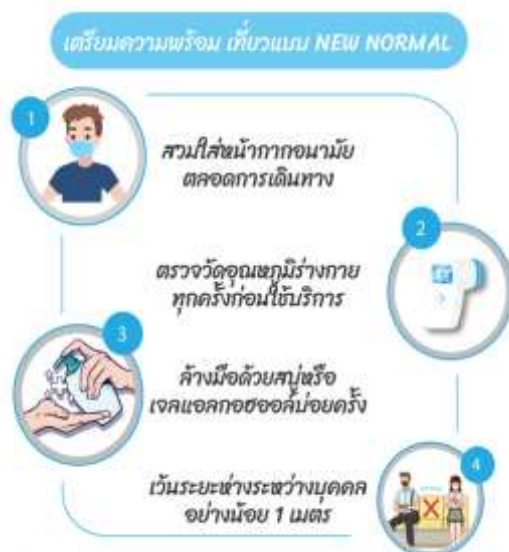 เตรียมความพร้อม เที่ยวแบบ NEW NORMAL
1
สวมใส่หน้ากากอนามัย
ตลอดการเดินทาง
2
ตรวจวัดอุณหภูมิร่างกาย
ทุกครั้งก่อนใช้บริการ
3
ล้างมือด้วยสบู่หรือ
เจลแอลกอฮออล์บ่อยครั้ง
4
เว้นระยะห่างระหว่างบุคคล
อย่างน้อย 1 เมตร